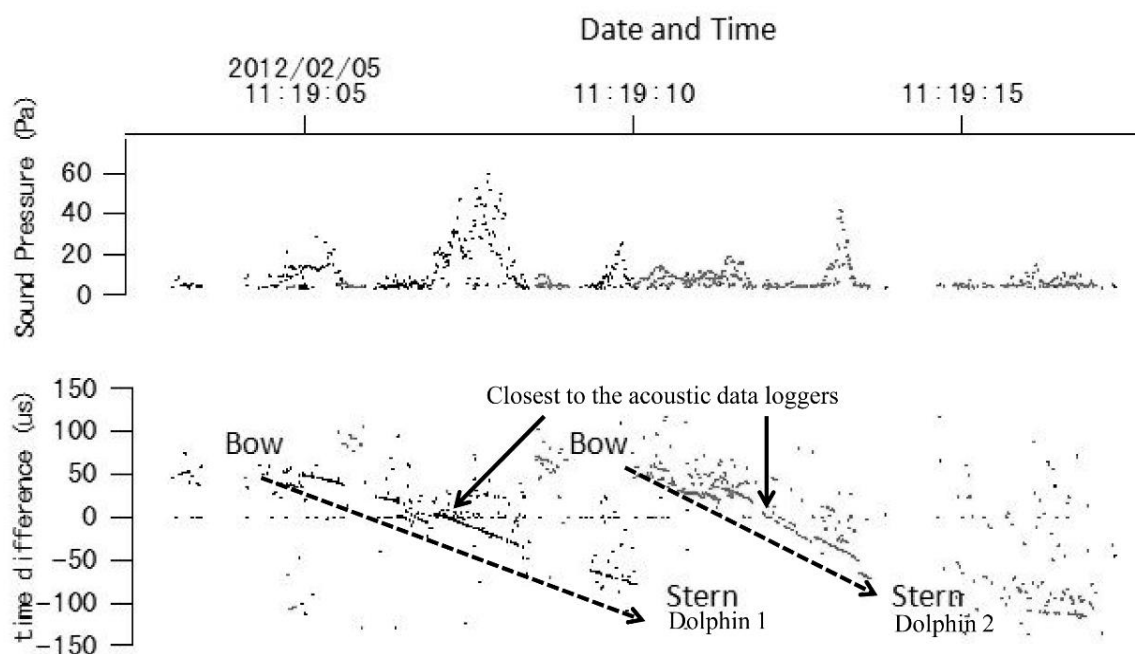 Date and Time
2012/02/05
11:19:05 11:19:10 11:19:15
Sound Pressure (Pa)
60
40
20
0
time difference (us)
150
100
50
0
-50
-100
-150
Closest to the acoustic data loggers
Bow Bow
Stern Stern
Dolphin 1 Dolphin 2